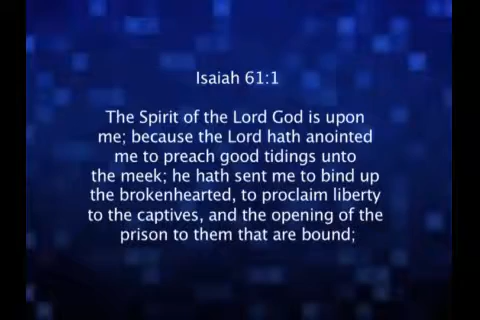 Isaiah 61:1
The Spirit of the Lord God is upon
me; because the Lord hath anointed
me to preach good tidings unto
the meek; he hath sent me to bind up
the brokenhearted, to proclaim liberty
to the captives, and the opening of the
prison to them that are bound;